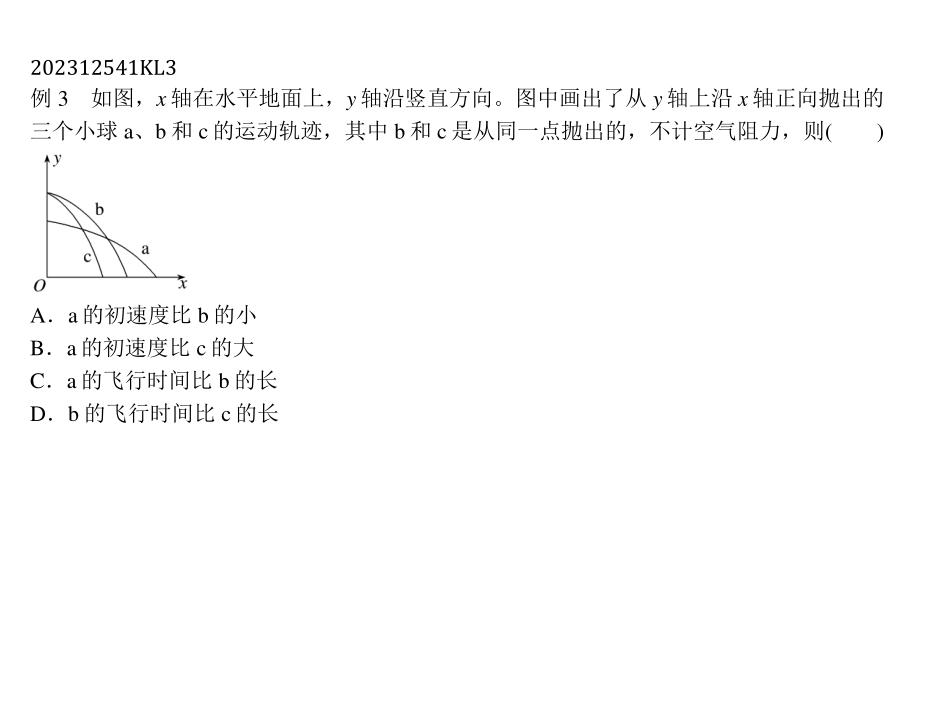 202312541KL3
例 3　如图，x 轴在水平地面上，y 轴沿竖直方向。图中画出了从 y 轴上沿 x 轴正向抛出的
三个小球 a、b 和 c 的运动轨迹，其中 b 和 c 是从同一点抛出的，不计空气阻力，则(　　)
y
b
a
c
O
x
A．a 的初速度比 b 的小
B．a 的初速度比 c 的大
C．a 的飞行时间比 b 的长
D．b 的飞行时间比 c 的长